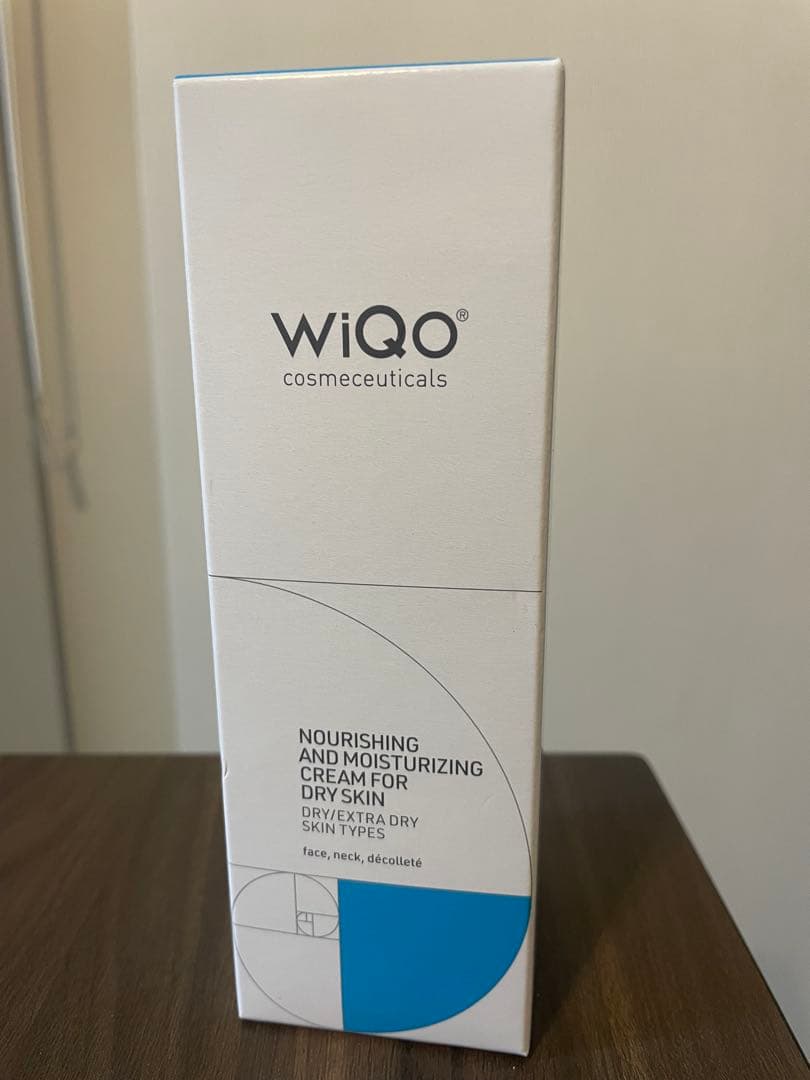 WiQO®
cosmeceuticals
NOURISHING
AND MOISTURIZING
CREAM FOR
DRY SKIN
DRY/EXTRA DRY
SKIN TYPES
face, neck, décolleté